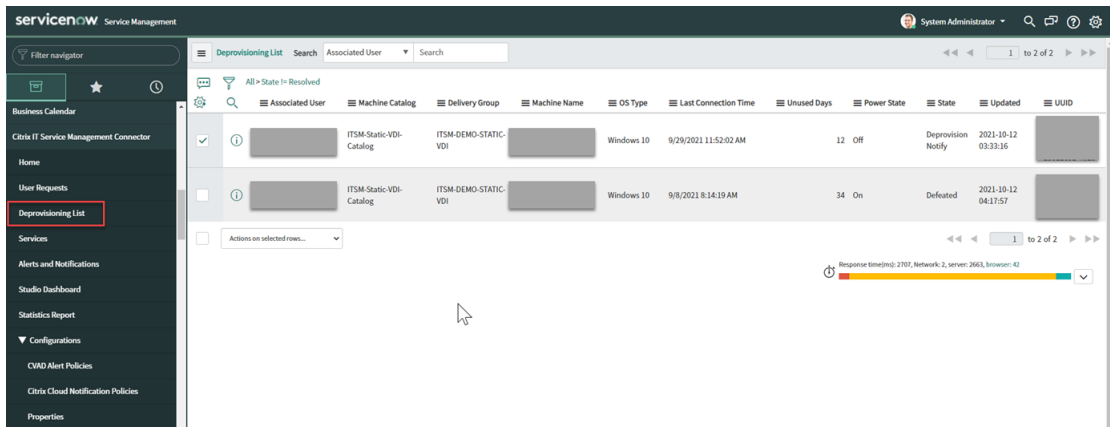 servicenow Service Management
System Administrator
Filter navigator
Deprovisioning List Search Associated User Search
1 to 2 of 2
All > State != Resolved
Associated User Machine Catalog Delivery Group Machine Name OS Type Last Connection Time Unused Days Power State State Updated UUID
Business Calendar
Citrix IT Service Management Connector
Home
User Requests
Deprovisioning List
Services
Alerts and Notifications
Studio Dashboard
Statistics Report
Configurations
CVAD Alert Policies
Citrix Cloud Notification Policies
Properties
ITSM-Static-VDI-
Catalog
ITSM-DEMO-STATIC-
VDI
Windows 10
9/29/2021 11:52:02 AM
12
Off
Deprovision
Notify
2021-10-12
03:33:16
ITSM-Static-VDI-
Catalog
ITSM-DEMO-STATIC-
VDI
Windows 10
9/8/2021 8:14:19 AM
34
On
Defeated
2021-10-12
04:17:57
Actions on selected rows...
1 to 2 of 2
Response time(ms): 2707, Network: 2, server: 2663, browser: 42